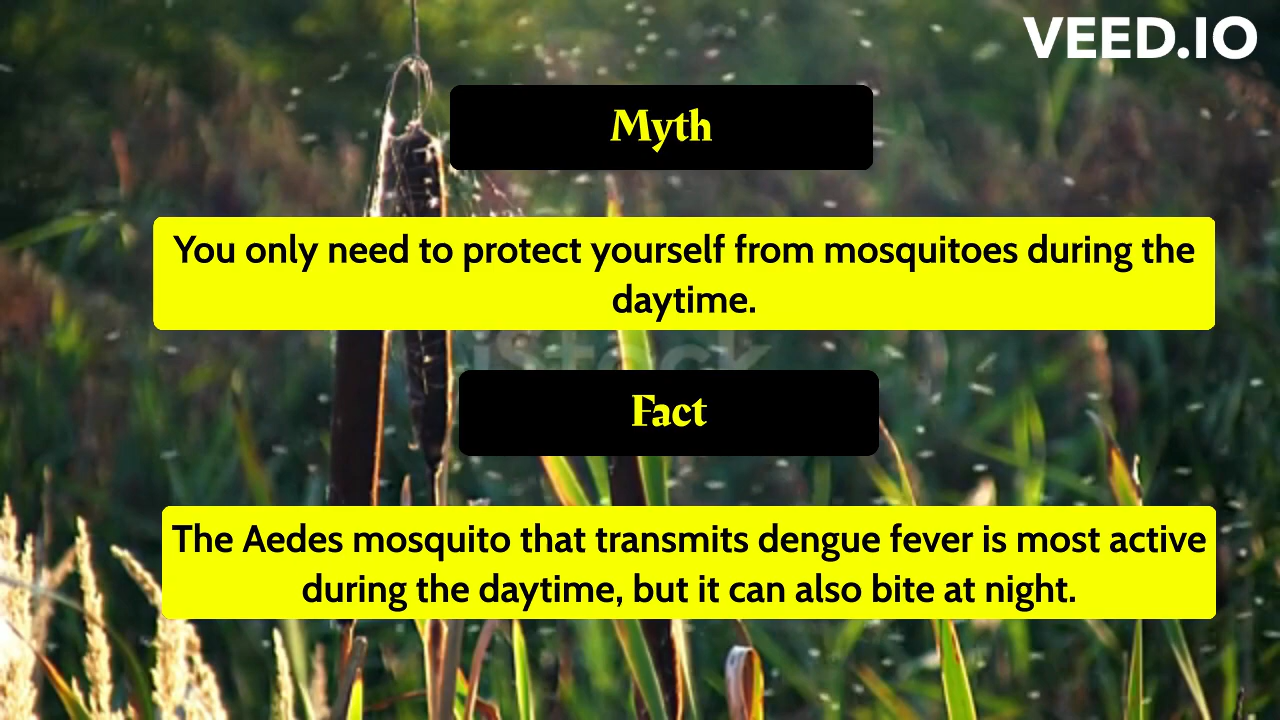 VEED.IO
Myth
You only need to protect yourself from mosquitoes during the
daytime.
iStock
Fact
The Aedes mosquito that transmits dengue fever is most active
during the daytime, but it can also bite at night.